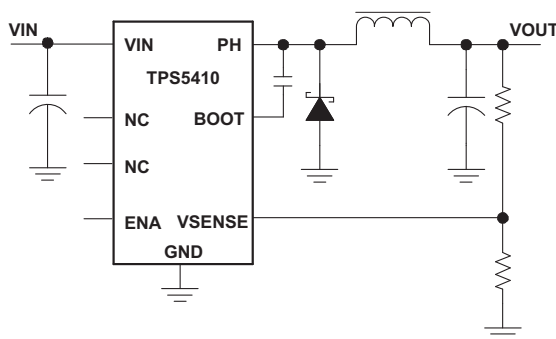 VIN
VOUT
VIN PH
TPS5410
NC BOOT
NC
ENA VSENSE
GND